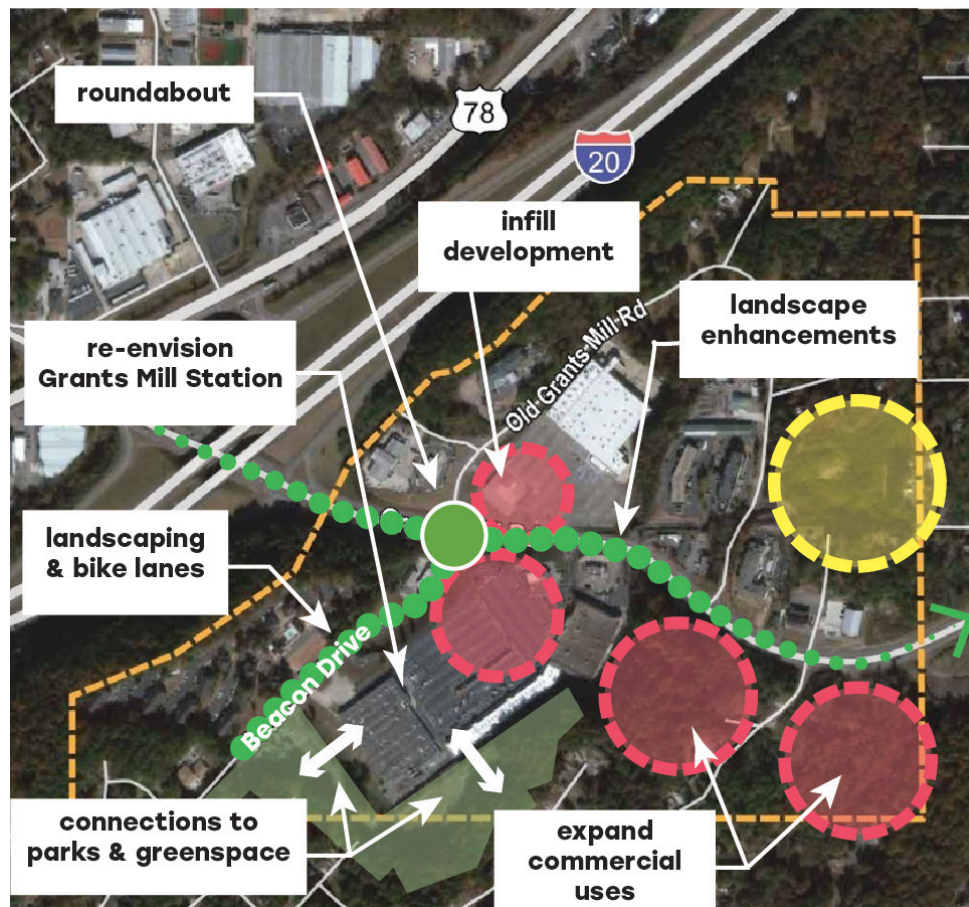 roundabout
78
20
infill
development
landscape
enhancements
Old Grants Mill Rd
re-envision
Grants Mill Station
landscaping
& bike lanes
Beacon Drive
connections to
parks & greenspace
expand
commercial
uses